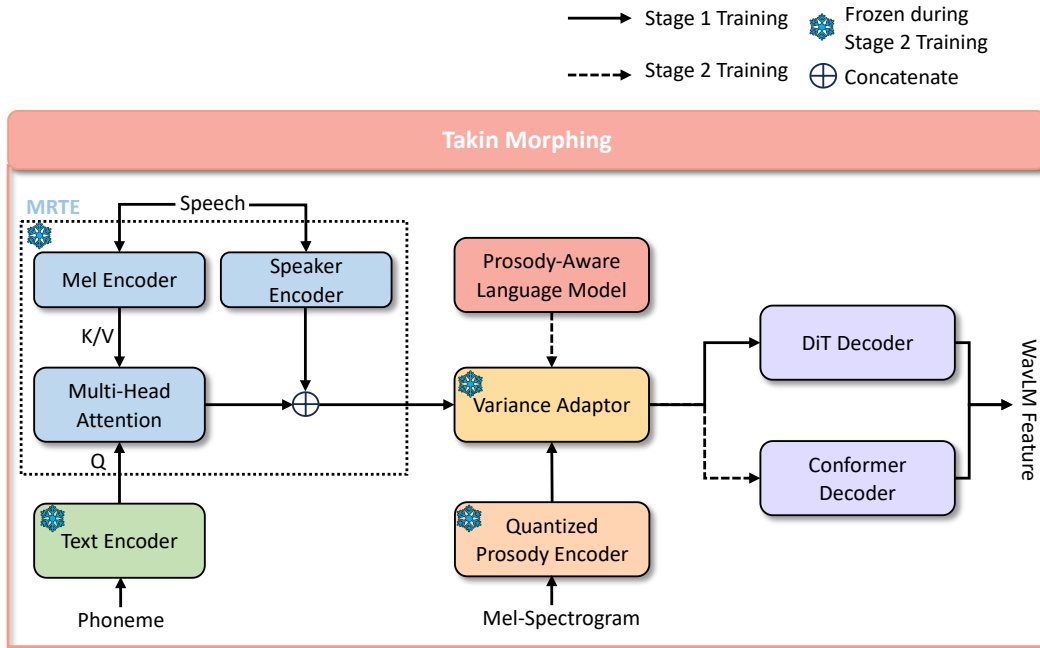 Stage 1 Training
Frozen during
Stage 2 Training
Stage 2 Training
Concatenate
Takin Morphing
MRTE
Speech
Mel Encoder
Speaker
Encoder
K/V
Multi-Head
Attention
Q
Text Encoder
Phoneme
Prosody-Aware
Language Model
Variance Adaptor
Quantized
Prosody Encoder
Mel-Spectrogram
DiT Decoder
Conformer
Decoder
WavLM Feature